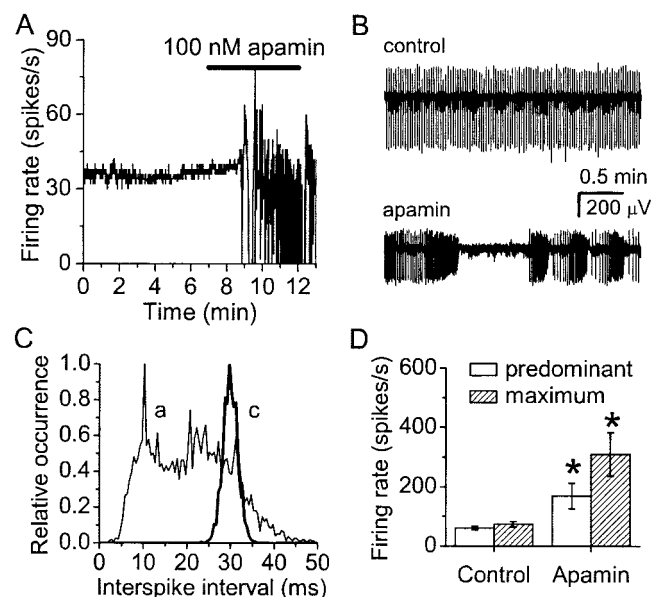 A
100 nM apamin
90
60
30
0
Firing rate (spikes/s)
0 2 4 6 8 10 12
Time (min)
B
control
0.5 min
200 µV
apamin
C
1.0
0.8
0.6
0.4
0.2
0.0
Relative occurrence
a
c
0 10 20 30 40 50
Interspike interval (ms)
D
600
400
200
0
Firing rate (spikes/s)
predominant
maximum
*
*
Control Apamin